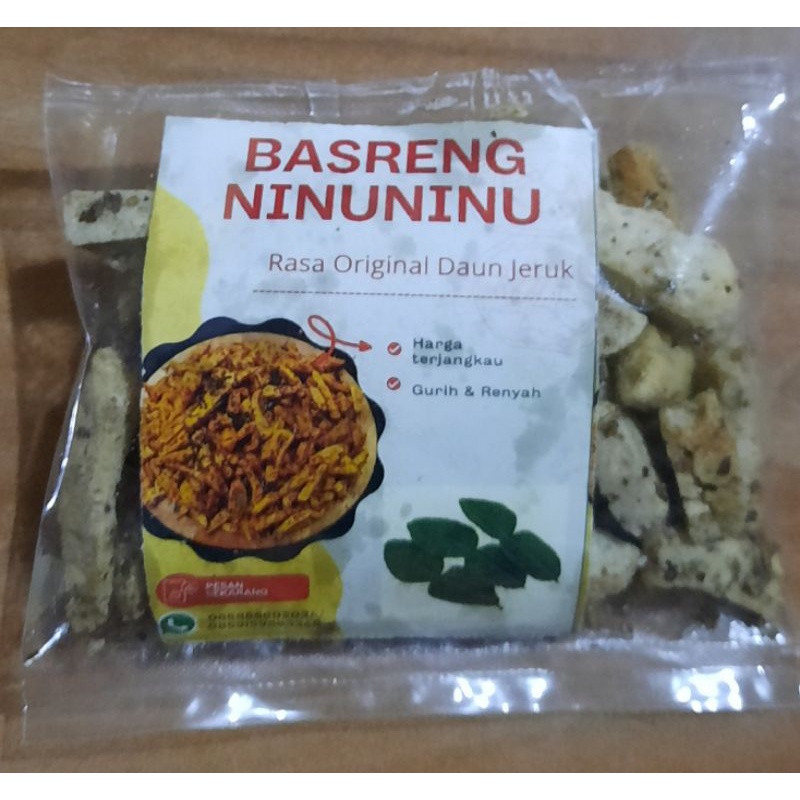 BASRENG
NINUNINU
Rasa Original Daun Jeruk
Harga
terjangkau
Gurih & Renyah
PESAN
SEKARANG